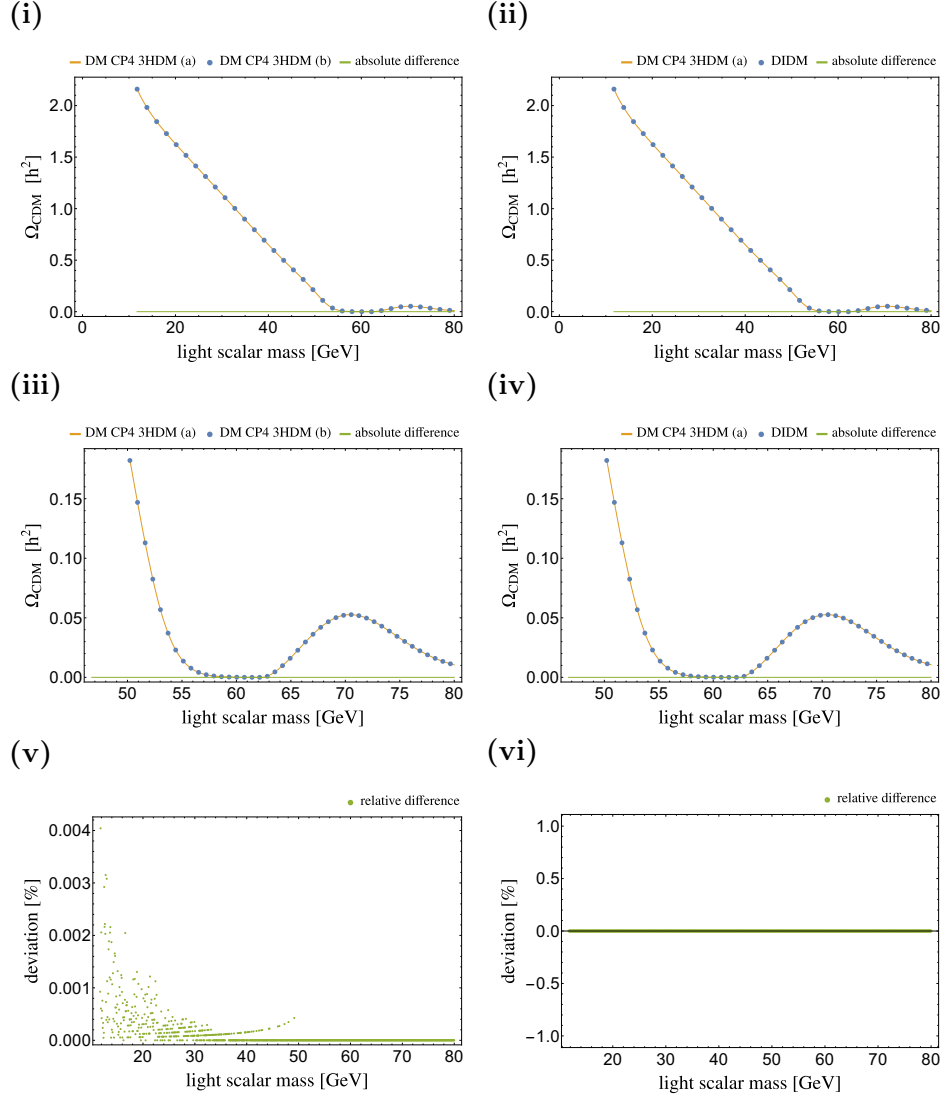 (i)
DM CP4 3HDM (a) DM CP4 3HDM (b) absolute difference
2.0
1.5
1.0
0.5
0.0
Ω_CDM [h²]
0 20 40 60 80
light scalar mass [GeV]
(ii)
DM CP4 3HDM (a) DIDM absolute difference
2.0
1.5
1.0
0.5
0.0
Ω_CDM [h²]
0 20 40 60 80
light scalar mass [GeV]
(iii)
DM CP4 3HDM (a) DM CP4 3HDM (b) absolute difference
0.15
0.10
0.05
0.00
Ω_CDM [h²]
50 55 60 65 70 75 80
light scalar mass [GeV]
(iv)
DM CP4 3HDM (a) DIDM absolute difference
0.15
0.10
0.05
0.00
Ω_CDM [h²]
50 55 60 65 70 75 80
light scalar mass [GeV]
(v)
relative difference
0.004
0.003
0.002
0.001
0.000
deviation [%]
20 30 40 50 60 70 80
light scalar mass [GeV]
(vi)
relative difference
1.0
0.5
0.0
−0.5
−1.0
deviation [%]
20 30 40 50 60 70 80
light scalar mass [GeV]